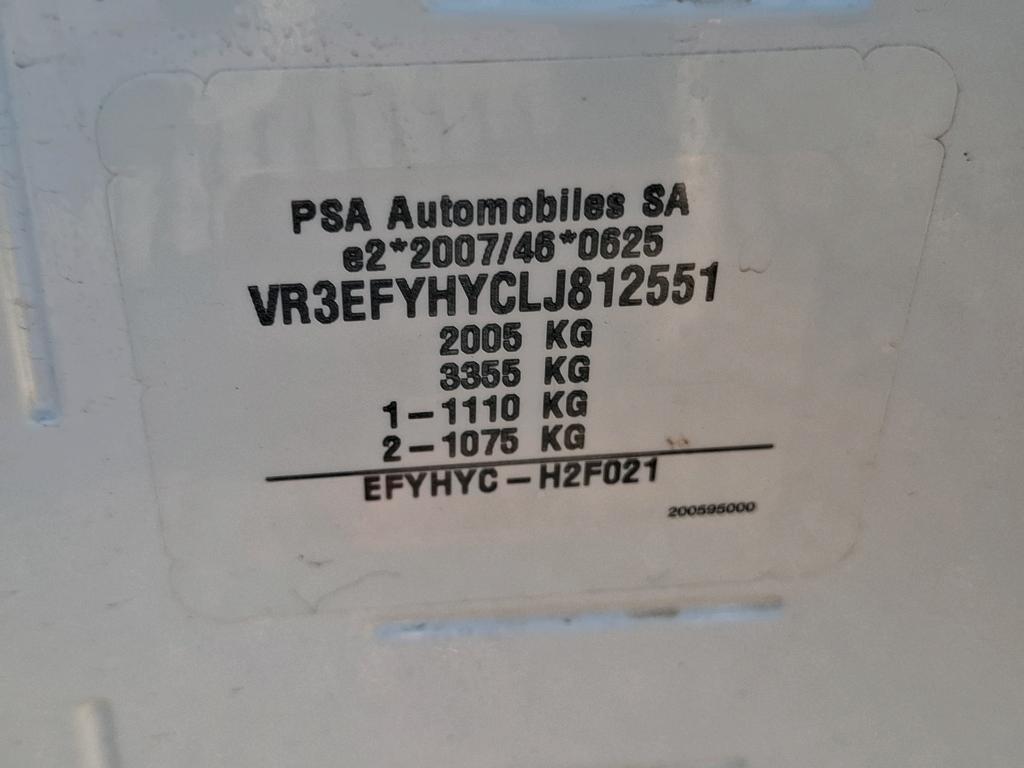 PSA Automobiles SA
e2*2007/46*0625
VR3EFYHYCLJ812551
2005 KG
3355 KG
1-1110 KG
2-1075 KG
EFYHYC-H2F021
200595000